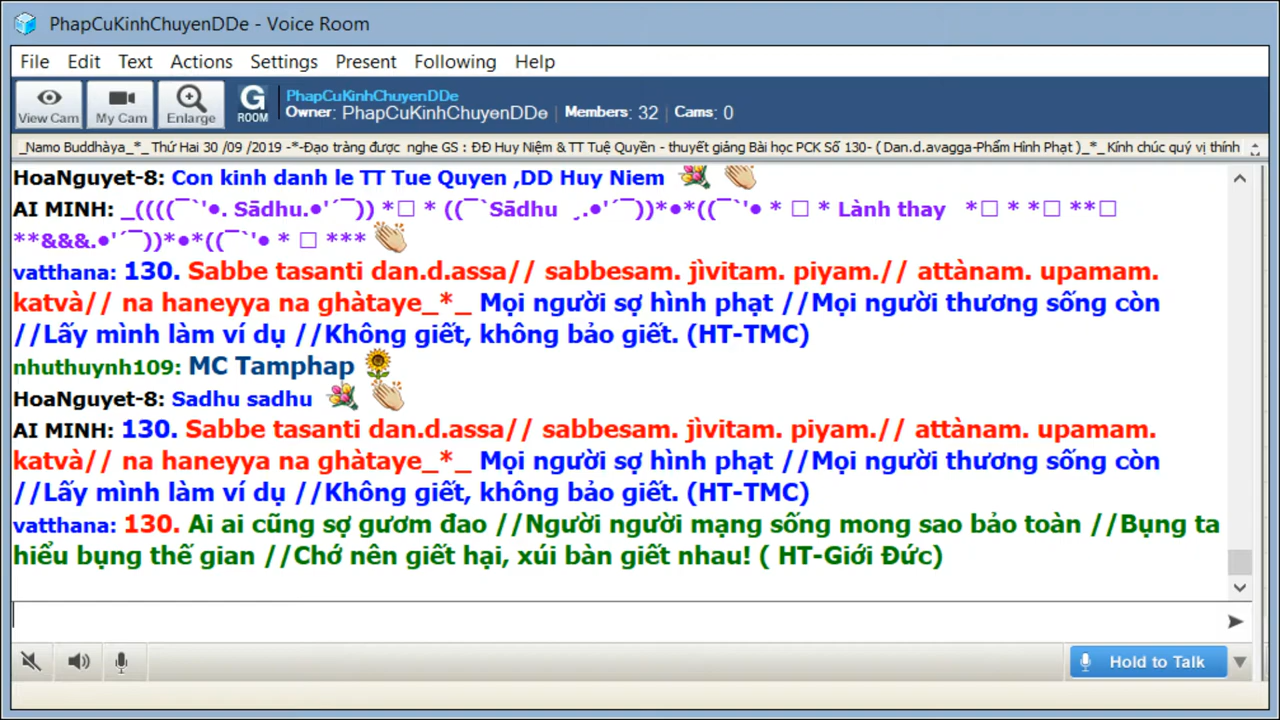 PhapCuKinhChuyenDDe - Voice Room
File Edit Text Actions Settings Present Following Help
View Cam My Cam Enlarge G ROOM PhapCuKinhChuyenDDe
Owner: PhapCuKinhChuyenDDe | Members: 32 | Cams: 0
_Namo Buddhàya_*_ Thứ Hai 30 /09 /2019 -*-Đạo tràng được nghe GS : ĐĐ Huy Niệm & TT Tuệ Quyền - thuyết giảng Bài học PCK Số 130- ( Dan.d.avagga-Phẩm Hình Phạt )_*_ Kính chúc quý vị thính
HoaNguyet-8: Con kinh danh le TT Tue Quyen ,DD Huy Niem
AI MINH: _((((¯`'•. Sādhu.•'´¯)) *□ * ((¯`Sādhu ¸.•'´¯))*•*((¯`'• * □ * Lành thay *□ * *□ **□
**&&&.•'´¯))*•*((¯`'• * □ ***
vatthana: 130. Sabbe tasanti dan.d.assa// sabbesam. jìvitam. piyam.// attànam. upamam.
katvà// na haneyya na ghàtaye_*_ Mọi người sợ hình phạt //Mọi người thương sống còn
//Lấy mình làm ví dụ //Không giết, không bảo giết. (HT-TMC)
nhuthuynh109: MC Tamphap
HoaNguyet-8: Sadhu sadhu
AI MINH: 130. Sabbe tasanti dan.d.assa// sabbesam. jìvitam. piyam.// attànam. upamam.
katvà// na haneyya na ghàtaye_*_ Mọi người sợ hình phạt //Mọi người thương sống còn
//Lấy mình làm ví dụ //Không giết, không bảo giết. (HT-TMC)
vatthana: 130. Ai ai cũng sợ gươm đao //Người người mạng sống mong sao bảo toàn //Bụng ta
hiểu bụng thế gian //Chớ nên giết hại, xúi bàn giết nhau! ( HT-Giới Đức)
Hold to Talk